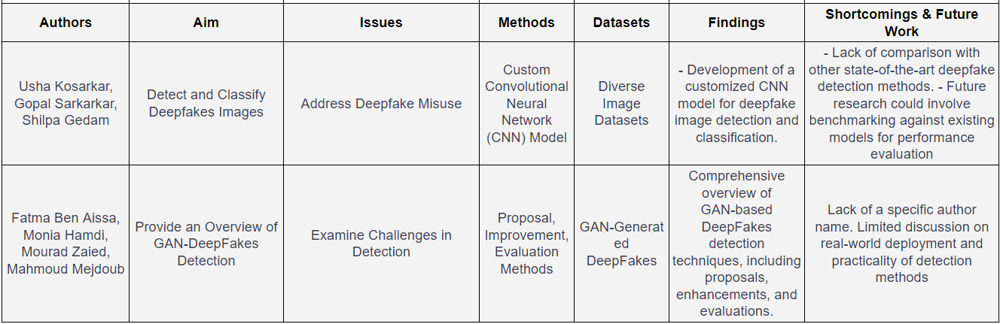 Authors
Aim
Issues
Methods
Datasets
Findings
Shortcomings & Future
Work
Usha Kosarkar,
Gopal Sarkarkar,
Shilpa Gedam
Detect and Classify
Deepfakes Images
Address Deepfake Misuse
Custom
Convolutional
Neural
Network
(CNN) Model
Diverse
Image
Datasets
- Development of a
customized CNN
model for deepfake
image detection and
classification.
- Lack of comparison with
other state-of-the-art deepfake
detection methods. - Future
research could involve
benchmarking against existing
models for performance
evaluation
Fatma Ben Aissa,
Monia Hamdi,
Mourad Zaied,
Mahmoud Mejdoub
Provide an Overview of
GAN-DeepFakes
Detection
Examine Challenges in
Detection
Proposal,
Improvement,
Evaluation
Methods
GAN-Generat
ed
DeepFakes
Comprehensive
overview of
GAN-based
DeepFakes
detection
techniques, including
proposals,
enhancements, and
evaluations.
Lack of a specific author
name. Limited discussion on
real-world deployment and
practicality of detection
methods